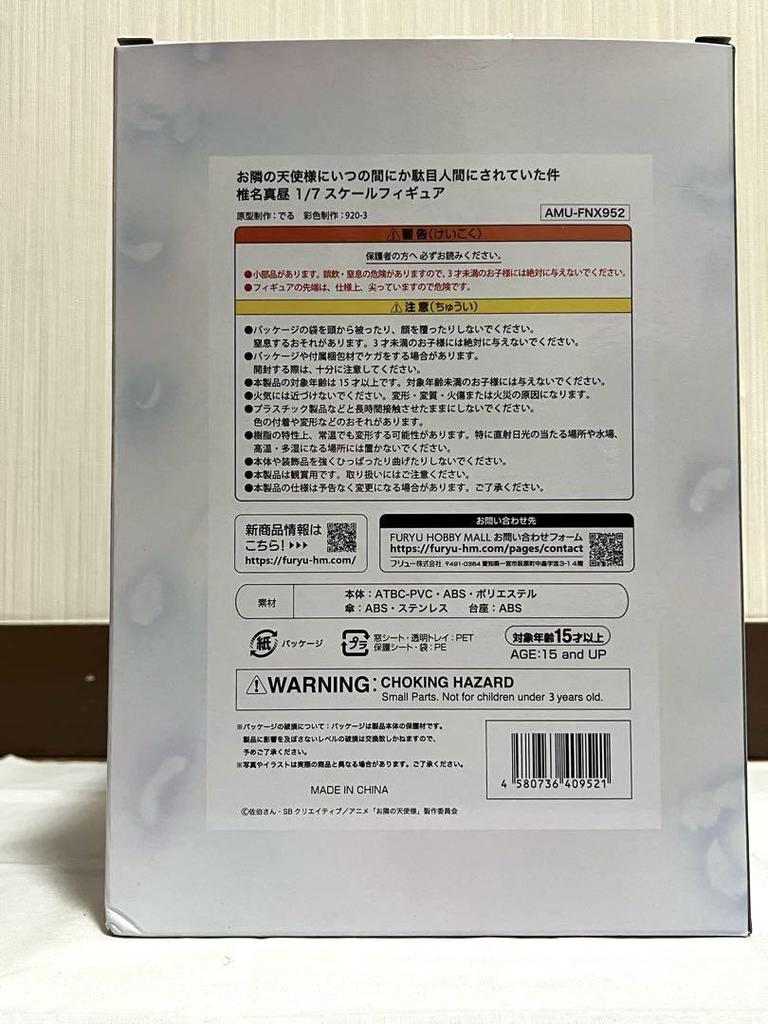 お隣の天使様にいつの間にか駄目人間にされていた件
椎名真昼 1/7 スケールフィギュア
原型制作：でる 彩色制作：920-3
AMU-FNX952
⚠警告(けいこく)
保護者の方へ 必ずお読みください。
●小部品があります。誤飲・窒息の危険がありますので、3才未満のお子様には絶対に与えないでください。
●フィギュアの先端は、仕様上、尖っていますので危険です。
⚠注意(ちゅうい)
●パッケージの袋を頭から被ったり、顔を覆ったりしないでください。
窒息するおそれがあります。3才未満のお子様には絶対に与えないでください。
●パッケージや付属梱包材でケガをする場合があります。
開封する際は、十分に注意してください。
●本製品の対象年齢は15才以上です。対象年齢未満のお子様には与えないでください。
●火気には近づけないでください。変形・変質・火傷または火災の原因になります。
●プラスチック製品などと長時間接触させたままにしないでください。
色の付着や変形などのおそれがあります。
●樹脂の特性上、常温でも変形する可能性があります。特に直射日光の当たる場所や水場、
高温・多湿になる場所には置かないでください。
●本体や装飾品を強くひっぱったり曲げたりしないでください。
●本製品は観賞用です。取り扱いにはご注意ください。
●本製品の仕様は予告なく変更になる場合があります。ご了承ください。
新商品情報は
こちら！▶▶▶
https://furyu-hm.com/
お問い合わせ先
FURYU HOBBY MALL お問い合わせフォーム
https://furyu-hm.com/pages/contact
フリュー株式会社 〒491-0364 愛知県一宮市萩原町中島字流3-14階
素材
本体：ATBC-PVC・ABS・ポリエステル
傘：ABS・ステンレス 台座：ABS
紙 パッケージ
プラ 窓シート・透明トレイ：PET
保護シート・袋：PE
対象年齢15才以上
AGE:15 and UP
⚠WARNING: CHOKING HAZARD
Small Parts. Not for children under 3 years old.
※パッケージの破損について：パッケージは製品本体の保護材です。
製品に影響を及ぼさないレベルの破損は交換致しかねますので、
予めご了承ください。
※写真やイラストは実際の商品と異なる場合があります。ご了承ください。
4 580736 409521
MADE IN CHINA
©佐伯さん・SBクリエイティブ／アニメ「お隣の天使様」製作委員会